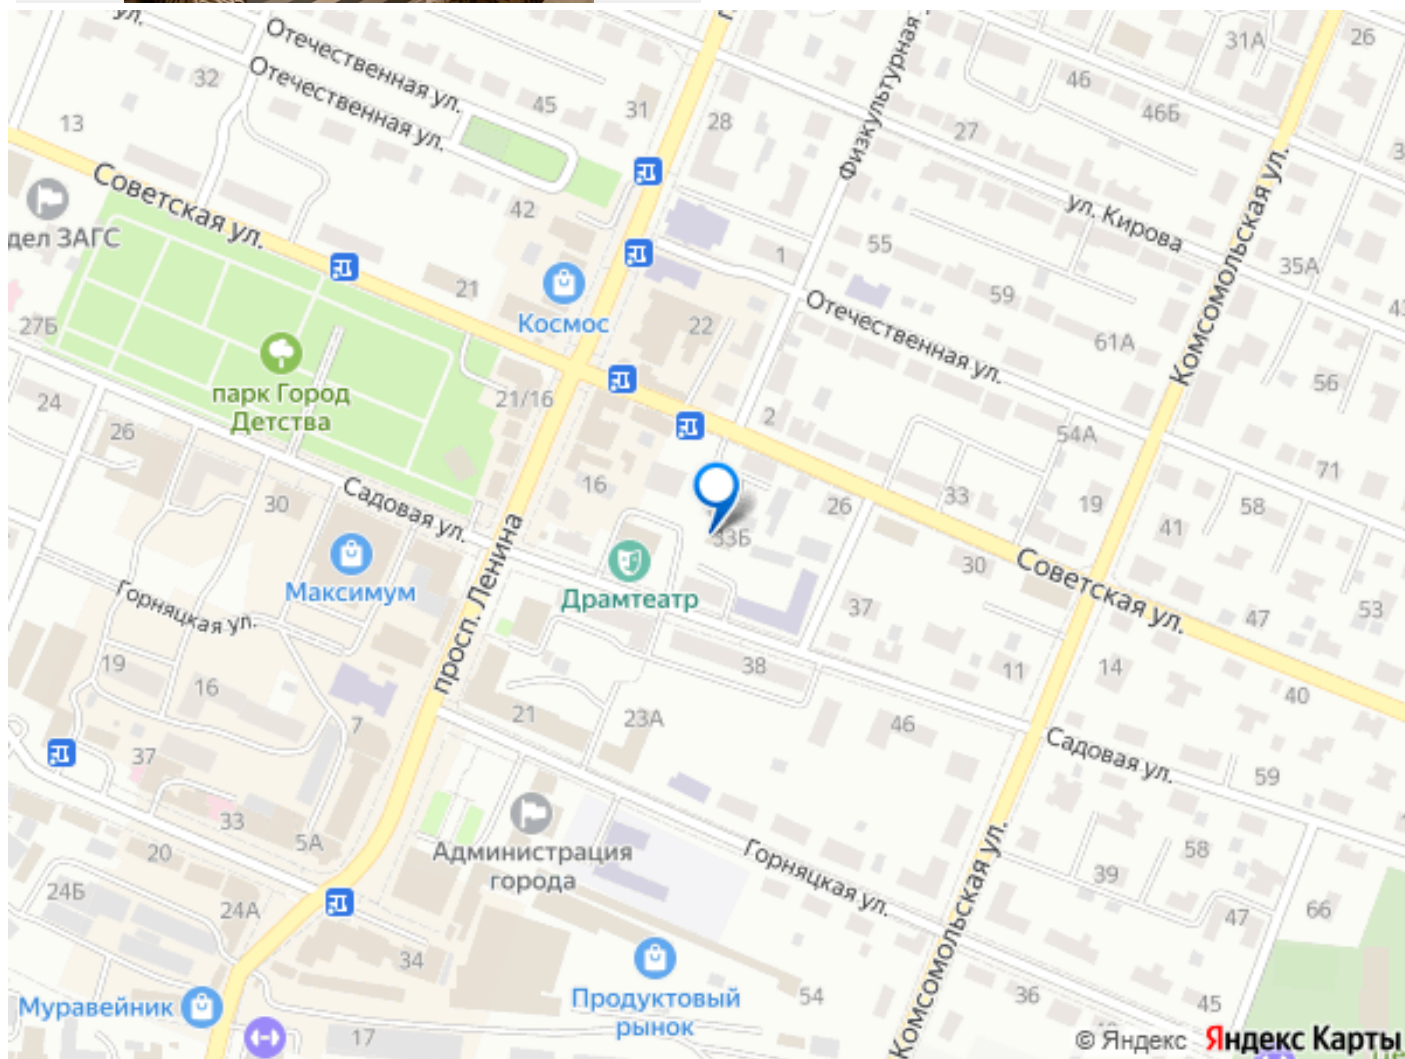 ул.
Отечественная ул.
Отечественная ул.
32
13
45
31
28
Физкультурная
31А
26
46
46Б
27
ул. Кирова
Комсомольская ул.
Советская ул.
дел ЗАГС
42
21
Космос
1
55
59
35А
22
27Б
парк Город
Детства
21/16
Отечественная ул.
61А
56
24
26
2
54А
71
30
Садовая ул.
16
33Б
26
33
19
41
58
Максимум
Драмтеатр
просп. Ленина
Горняцкая ул.
30
Советская ул.
37
47
53
19
16
7
21
23А
38
46
11
14
40
37
Садовая ул.
59
33
5А
20
Администрация
города
Горняцкая ул.
Комсомольская ул.
58
39
24Б
24А
47
66
34
Муравейник
Продуктовый
рынок
54
36
45
17
© Яндекс Яндекс Карты